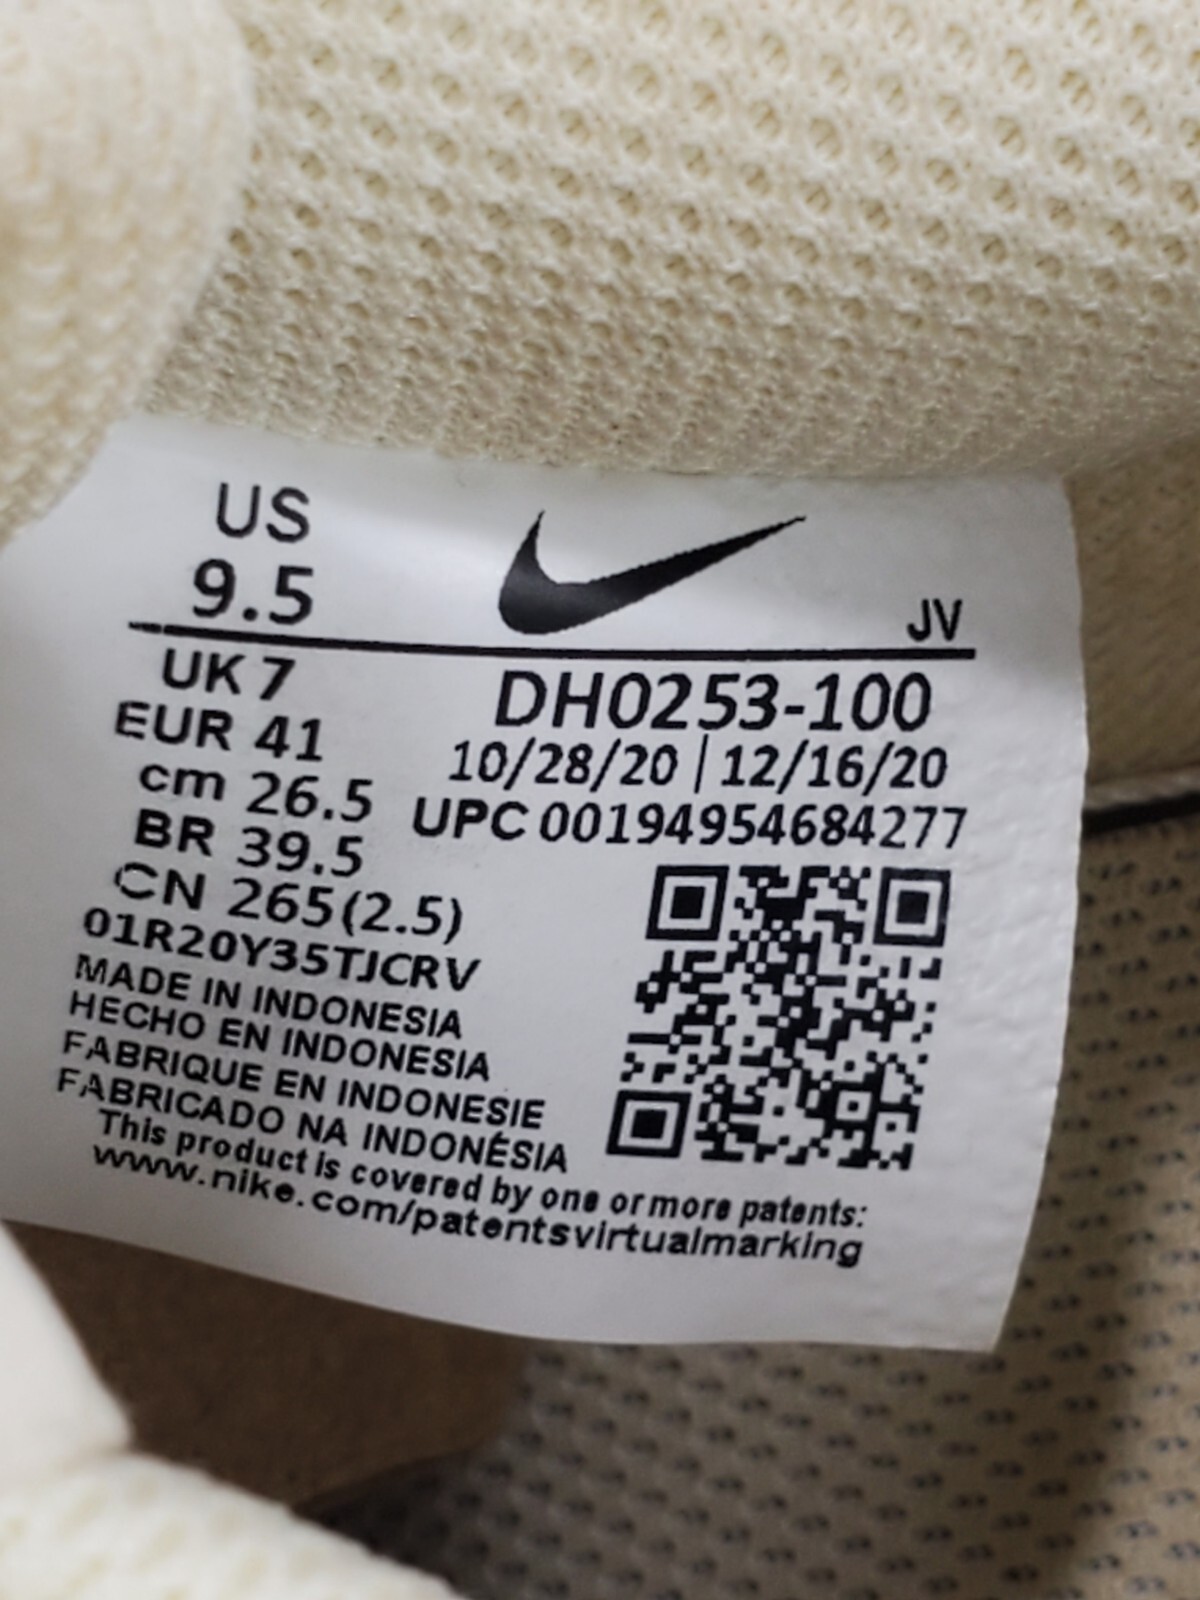 US
9.5
JV
UK 7
EUR 41
cm 26.5
BR 39.5
CN 265(2.5)
01R20Y35TJCRV
DH0253-100
10/28/20 | 12/16/20
UPC 00194954684277
MADE IN INDONESIA
HECHO EN INDONESIA
FABRIQUE EN INDONESIE
FABRICADO NA INDONÉSIA
This product is covered by one or more patents:
www.nike.com/patentsvirtualmarking